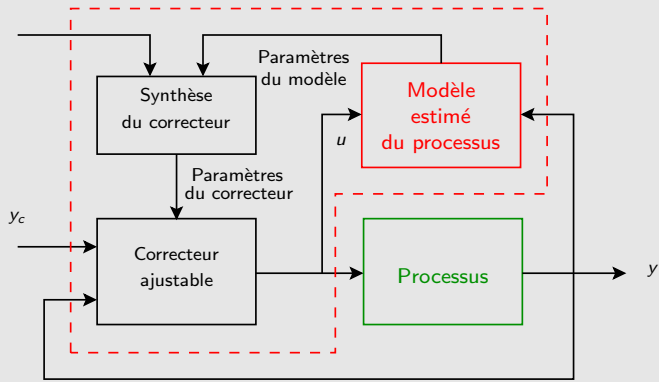 Paramètres
du modèle
Modèle
estimé
du processus
Synthèse
du correcteur
u
Paramètres
du correcteur
y_c
Correcteur
ajustable
Processus
y